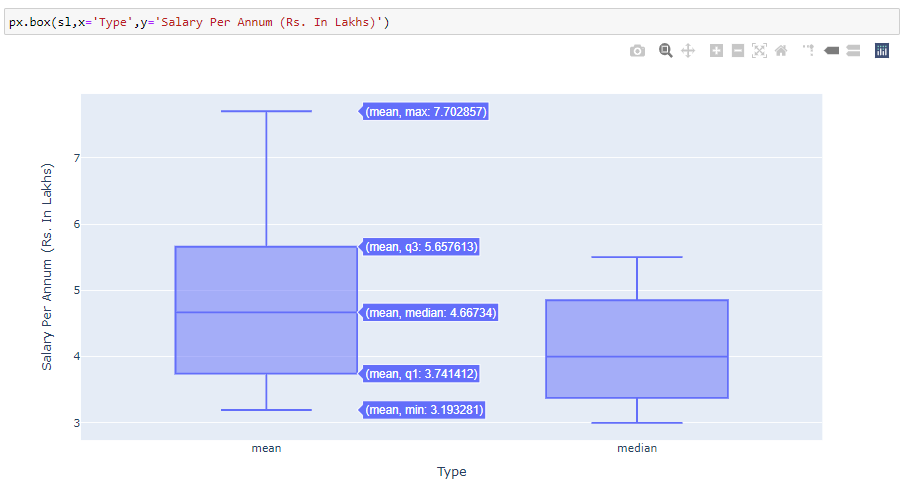 px.box(sl,x='Type',y='Salary Per Annum (Rs. In Lakhs)')
(mean, max: 7.702857)
7
6
(mean, q3: 5.657613)
5
(mean, median: 4.66734)
4
(mean, q1: 3.741412)
(mean, min: 3.193281)
3
Salary Per Annum (Rs. In Lakhs)
mean median
Type